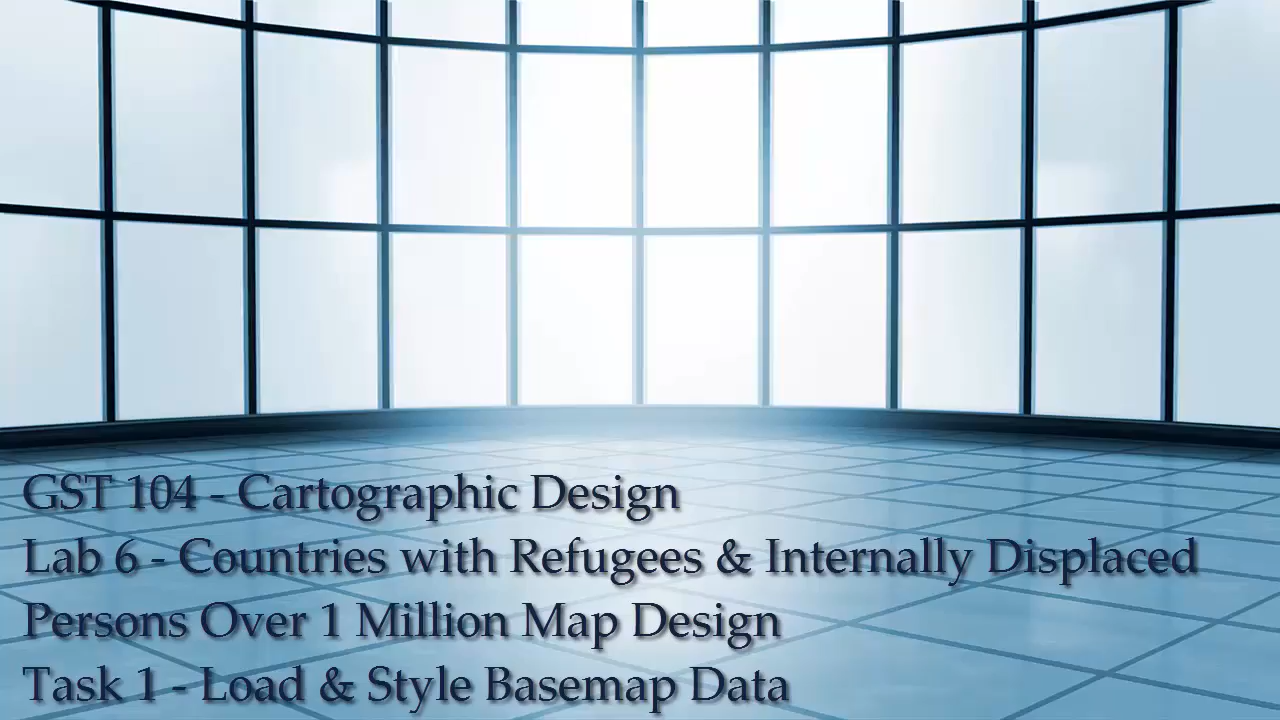 GST 104 - Cartographic Design
Lab 6 - Countries with Refugees & Internally Displaced
Persons Over 1 Million Map Design
Task 1 - Load & Style Basemap Data